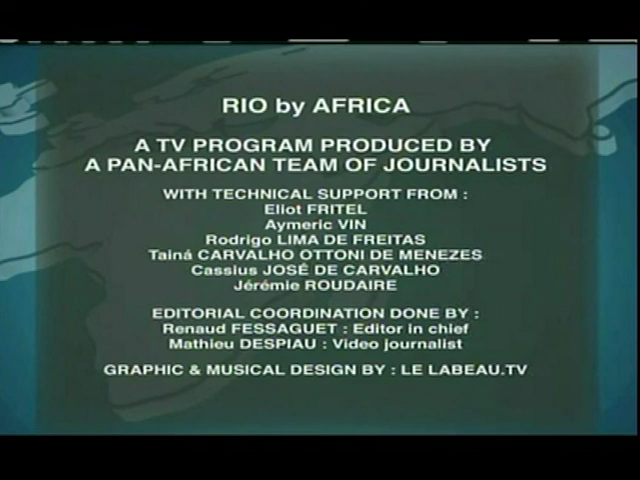 RIO by AFRICA
A TV PROGRAM PRODUCED BY
A PAN-AFRICAN TEAM OF JOURNALISTS
WITH TECHNICAL SUPPORT FROM :
Eliot FRITEL
Aymeric VIN
Rodrigo LIMA DE FREITAS
Tainá CARVALHO OTTONI DE MENEZES
Cassius JOSÉ DE CARVALHO
Jérémie ROUDAIRE
EDITORIAL COORDINATION DONE BY :
Renaud FESSAGUET : Editor in chief
Mathieu DESPIAU : Video journalist
GRAPHIC & MUSICAL DESIGN BY : LE LABEAU.TV